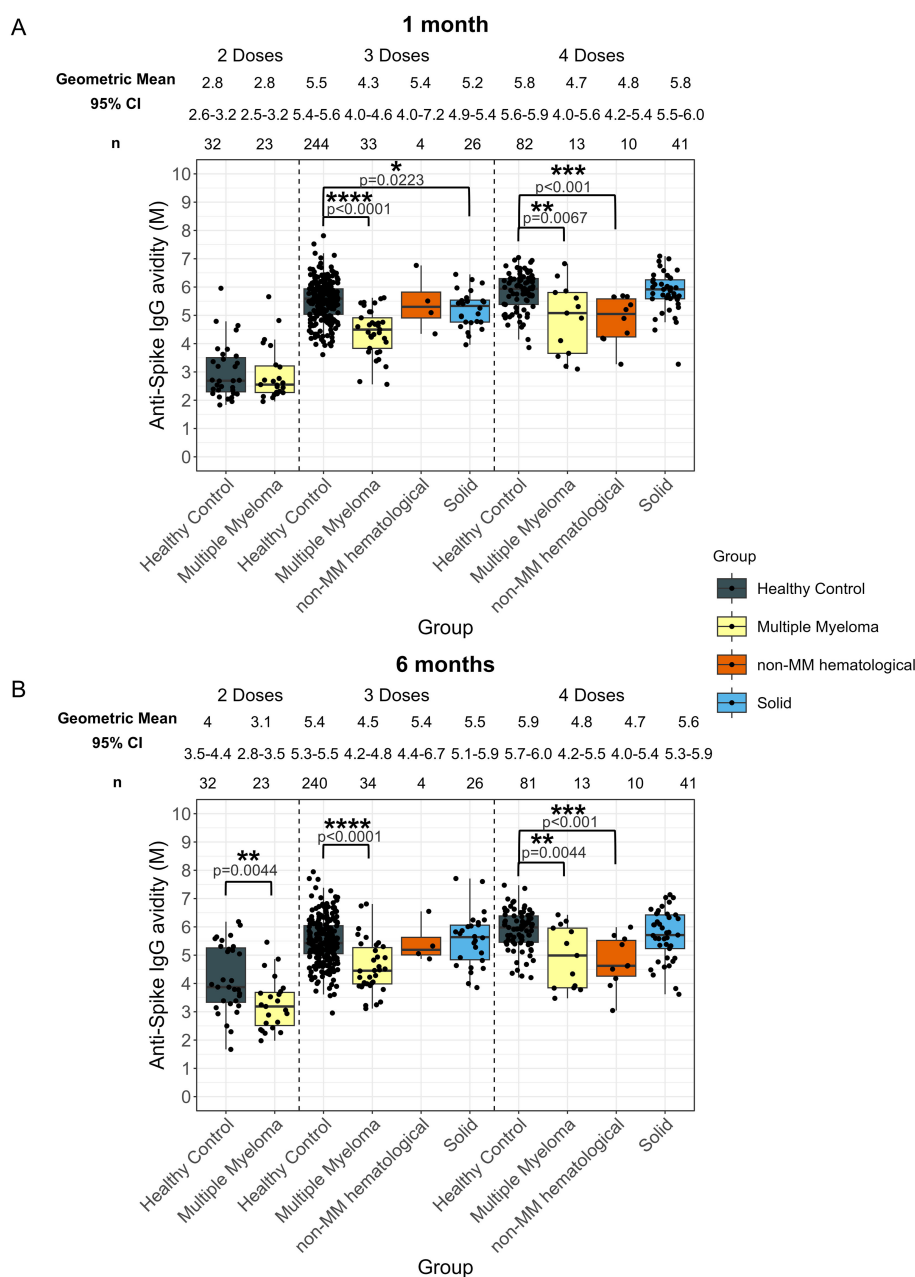 A
1 month
2 Doses 3 Doses 4 Doses
Geometric Mean 2.8 2.8 5.5 4.3 5.4 5.2 5.8 4.7 4.8 5.8
95% CI
2.6-3.2 2.5-3.2 5.4-5.6 4.0-4.6 4.0-7.2 4.9-5.4 5.6-5.9 4.0-5.6 4.2-5.4 5.5-6.0
n 32 23 244 33 4 26 82 13 10 41
Anti-Spike IgG avidity (M)
10
9
8
7
6
5
4
3
2
1
0
*
p=0.0223
****
p<0.0001
***
p<0.001
**
p=0.0067
Healthy Control
Multiple Myeloma
Healthy Control
Multiple Myeloma
non-MM hematological
Solid
Healthy Control
Multiple Myeloma
non-MM hematological
Solid
Group
Group
Healthy Control
Multiple Myeloma
non-MM hematological
Solid
B
6 months
2 Doses 3 Doses 4 Doses
Geometric Mean 4 3.1 5.4 4.5 5.4 5.5 5.9 4.8 4.7 5.6
95% CI
3.5-4.4 2.8-3.5 5.3-5.5 4.2-4.8 4.4-6.7 5.1-5.9 5.7-6.0 4.2-5.5 4.0-5.4 5.3-5.9
n 32 23 240 34 4 26 81 13 10 41
Anti-Spike IgG avidity (M)
10
9
8
7
6
5
4
3
2
1
0
**
p=0.0044
****
p<0.0001
***
p<0.001
**
p=0.0044
Healthy Control
Multiple Myeloma
Healthy Control
Multiple Myeloma
non-MM hematological
Solid
Healthy Control
Multiple Myeloma
non-MM hematological
Solid
Group